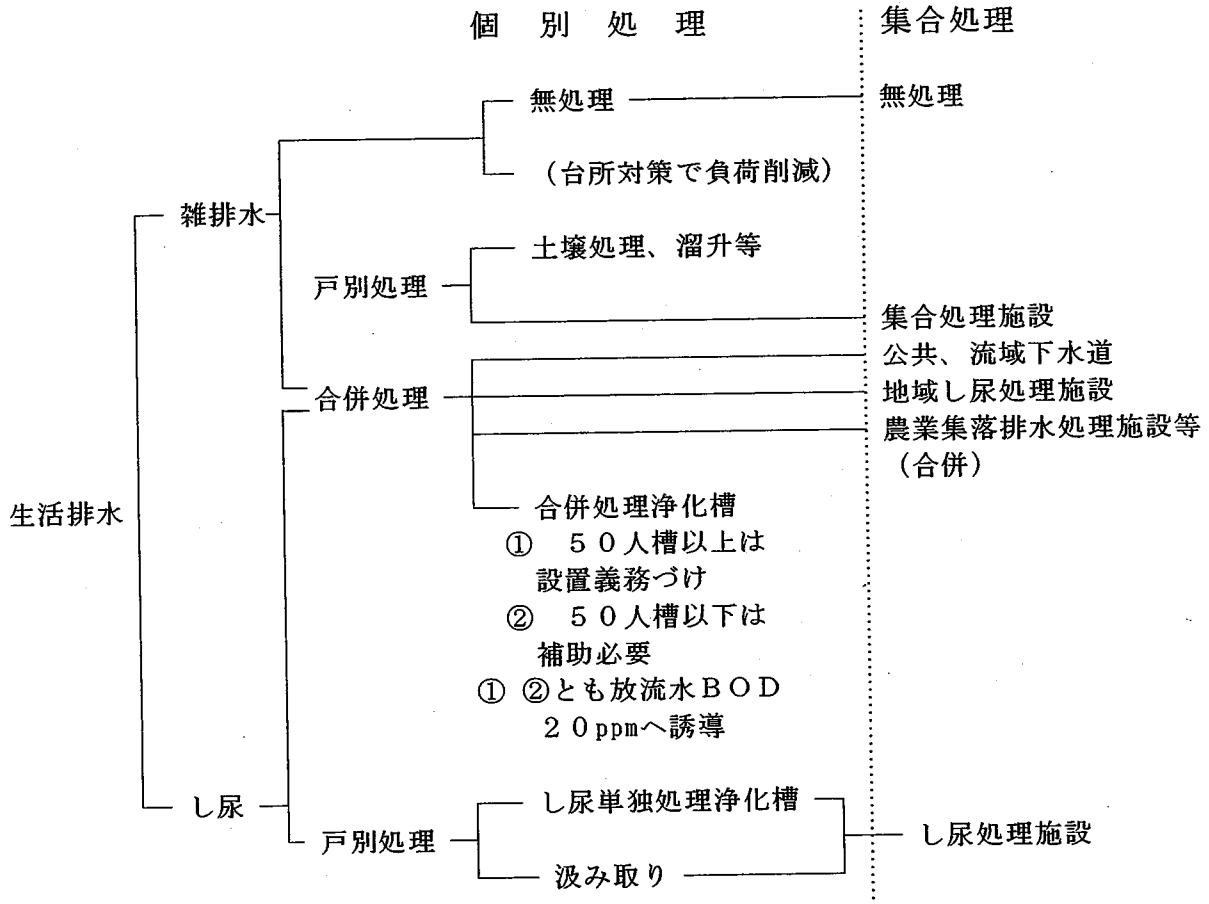 個別処理
集合処理
無処理
無処理
（台所対策で負荷削減）
雑排水
土壌処理、溜升等
戸別処理
集合処理施設
公共、流域下水道
合併処理
地域し尿処理施設
農業集落排水処理施設等
（合併）
生活排水
合併処理浄化槽
①　５０人槽以上は
設置義務づけ
②　５０人槽以下は
補助必要
① ②とも放流水ＢＯＤ
２０ppmへ誘導
し尿
し尿単独処理浄化槽
戸別処理
し尿処理施設
汲み取り